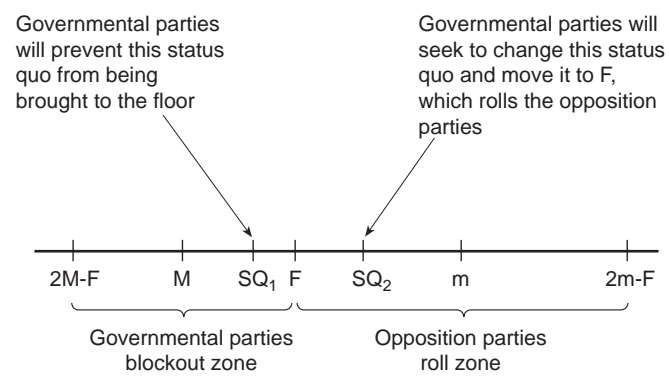 Governmental parties
will prevent this status
quo from being
brought to the floor
Governmental parties will
seek to change this status
quo and move it to F,
which rolls the opposition
parties
2M-F M SQ₁ F SQ₂ m 2m-F
Governmental parties
blockout zone
Opposition parties
roll zone